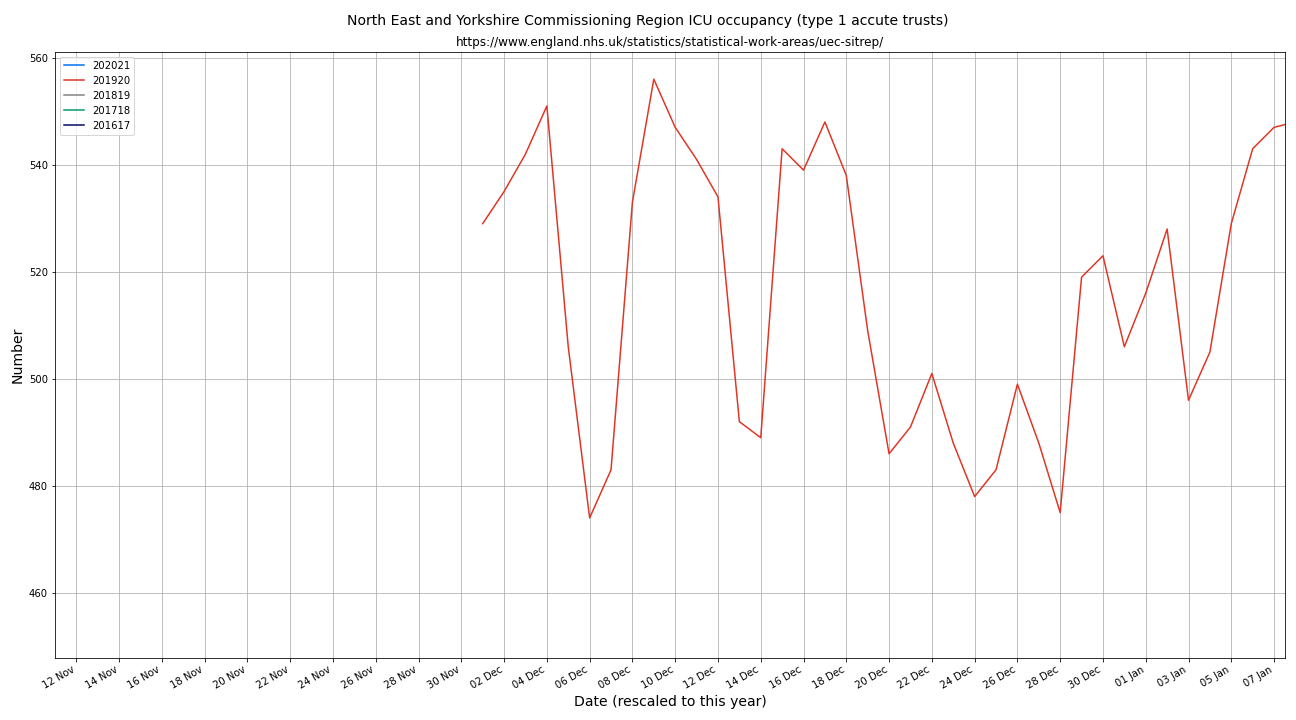 North East and Yorkshire Commissioning Region ICU occupancy (type 1 accute trusts)
https://www.england.nhs.uk/statistics/statistical-work-areas/uec-sitrep/
202021
201920
201819
201718
201617
560
540
520
500
480
460
Number
12 Nov 14 Nov 16 Nov 18 Nov 20 Nov 22 Nov 24 Nov 26 Nov 28 Nov 30 Nov 02 Dec 04 Dec 06 Dec 08 Dec 10 Dec 12 Dec 14 Dec 16 Dec 18 Dec 20 Dec 22 Dec 24 Dec 26 Dec 28 Dec 30 Dec 01 Jan 03 Jan 05 Jan 07 Jan
Date (rescaled to this year)